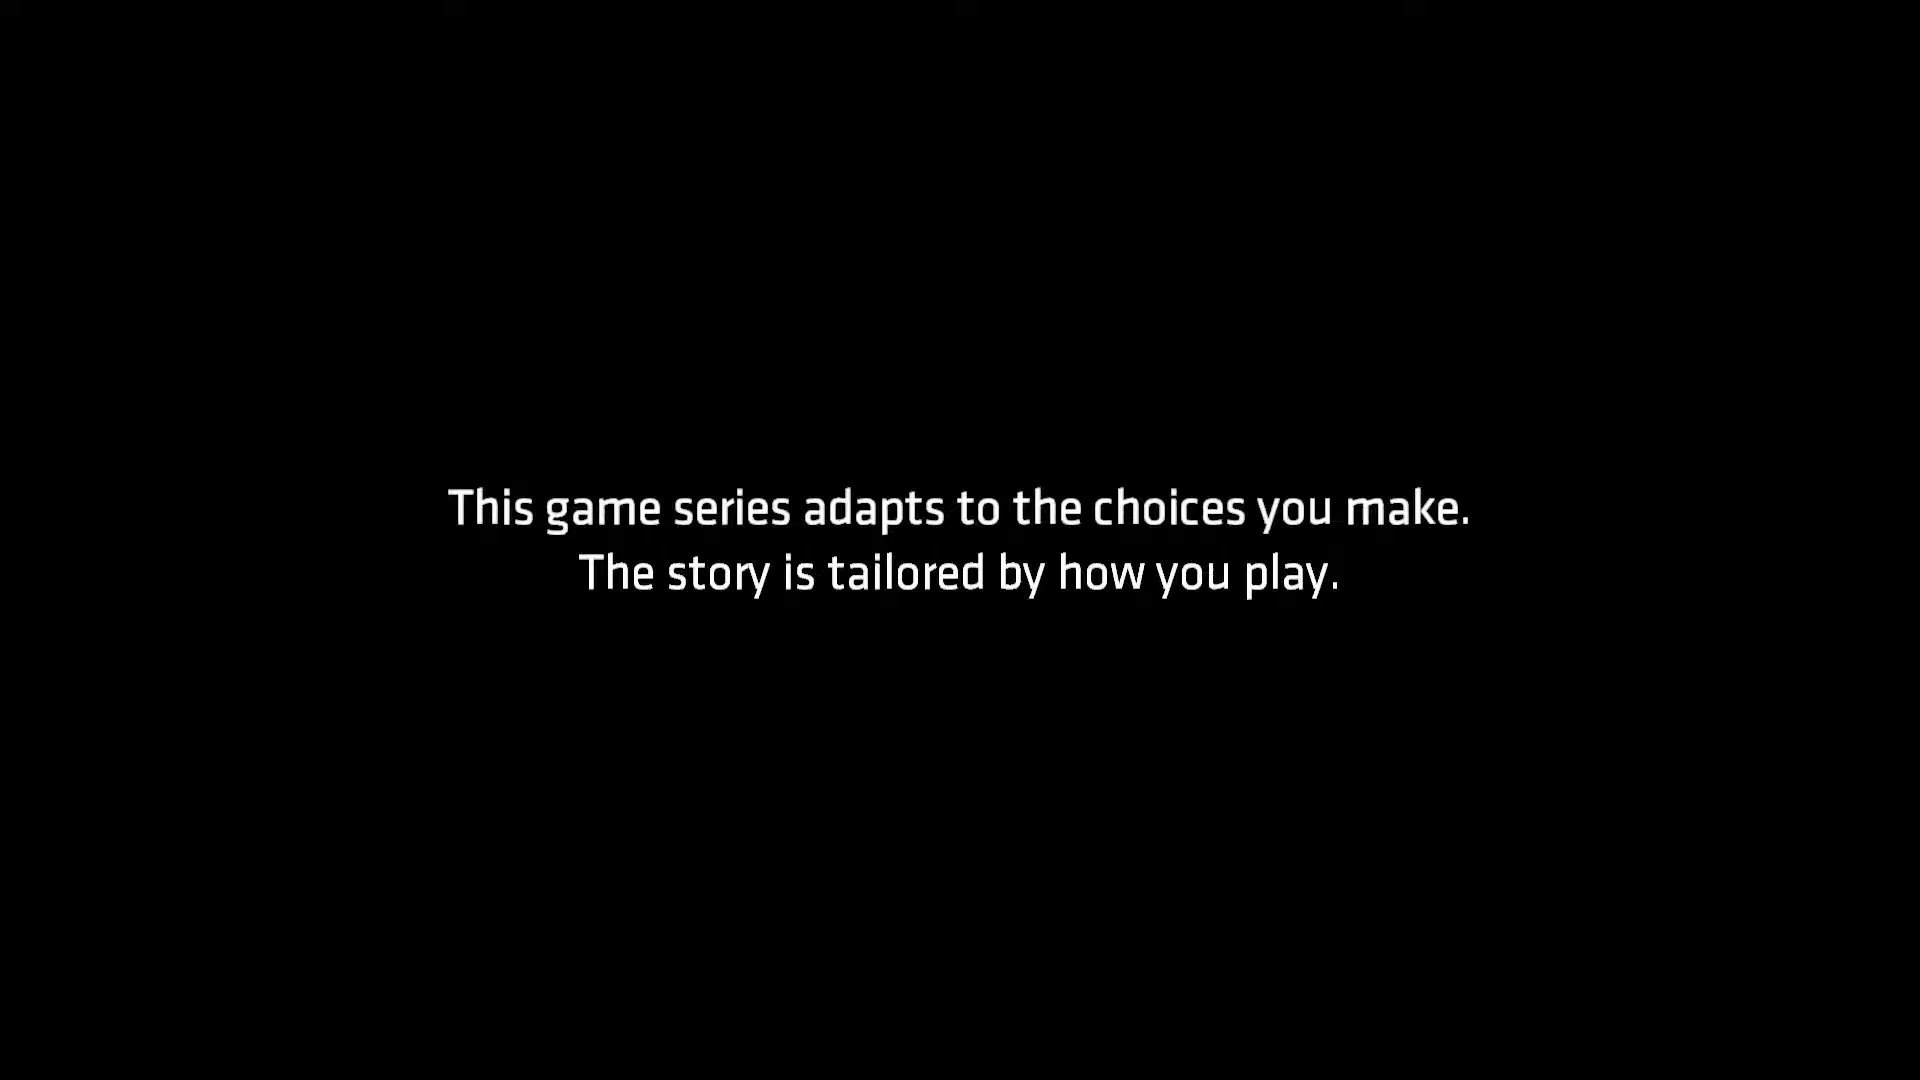 This game series adapts to the choices you make.
The story is tailored by how you play.